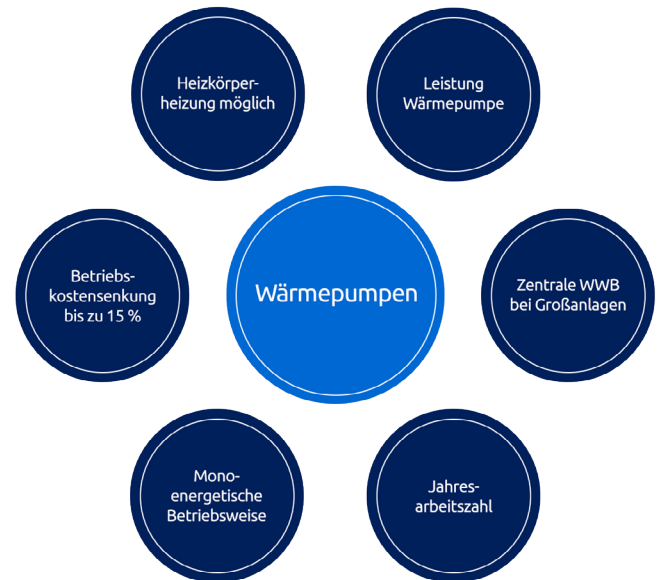 Heizkörper-
heizung möglich
Leistung
Wärmepumpe
Betriebs-
kostensenkung
bis zu 15 %
Wärmepumpen
Zentrale WWB
bei Großanlagen
Mono-
energetische
Betriebsweise
Jahres-
arbeitszahl